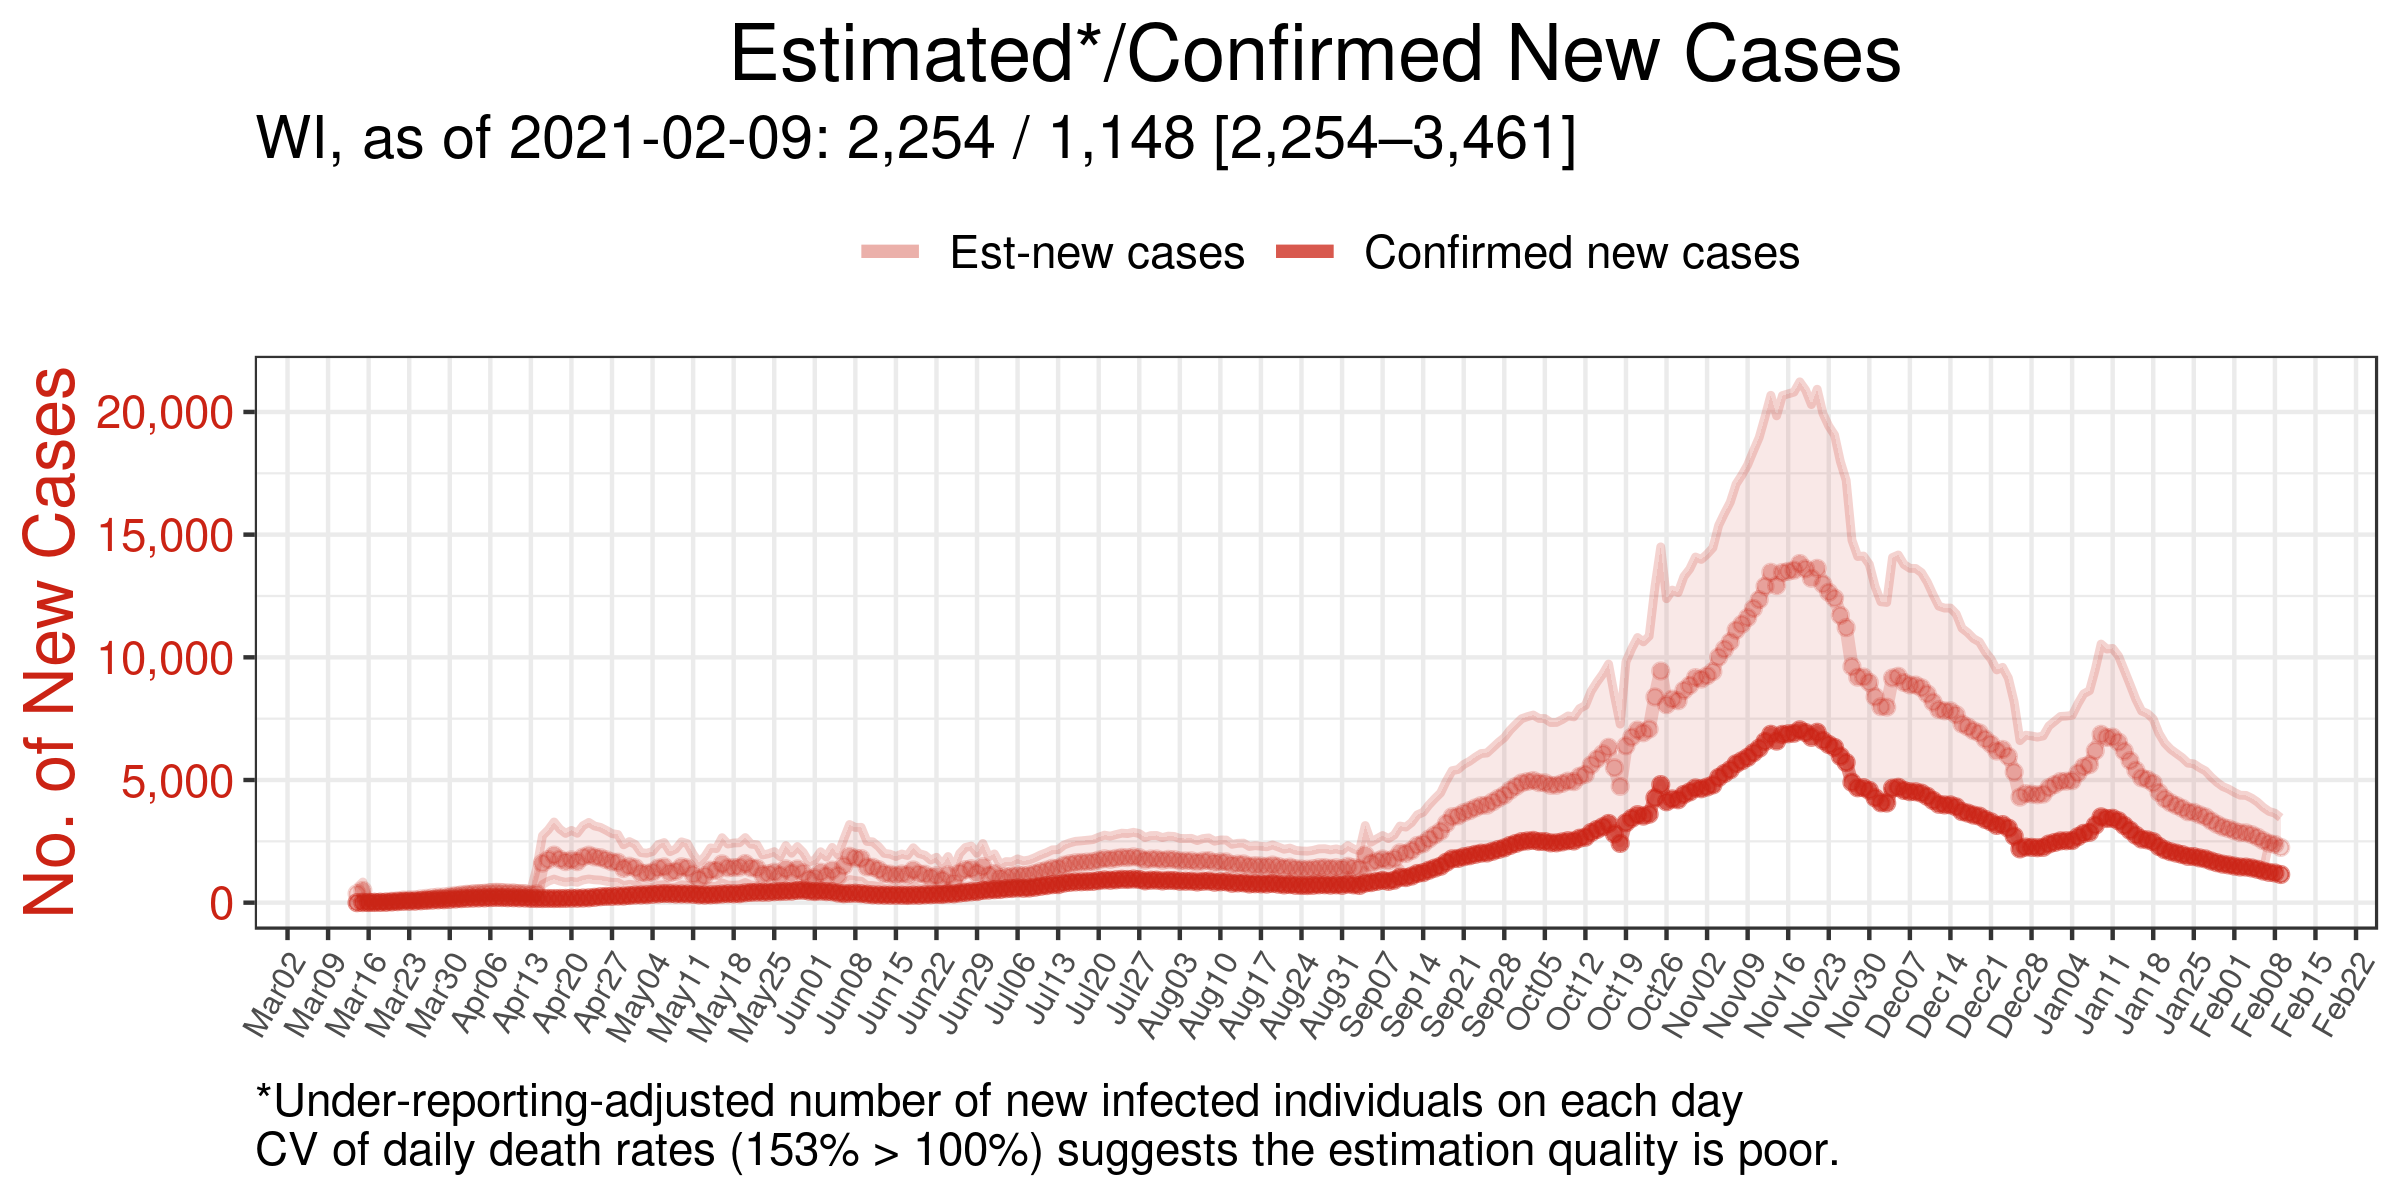 Estimated*/Confirmed New Cases
WI, as of 2021-02-09: 2,254 / 1,148 [2,254–3,461]
Est-new cases
Confirmed new cases
No. of New Cases
20,000
15,000
10,000
5,000
0
Mar02
Mar09
Mar16
Mar23
Mar30
Apr06
Apr13
Apr20
Apr27
May04
May11
May18
May25
Jun01
Jun08
Jun15
Jun22
Jun29
Jul06
Jul13
Jul20
Jul27
Aug03
Aug10
Aug17
Aug24
Aug31
Sep07
Sep14
Sep21
Sep28
Oct05
Oct12
Oct19
Oct26
Nov02
Nov09
Nov16
Nov23
Nov30
Dec07
Dec14
Dec21
Dec28
Jan04
Jan11
Jan18
Jan25
Feb01
Feb08
Feb15
Feb22
*Under-reporting-adjusted number of new infected individuals on each day
CV of daily death rates (153% > 100%) suggests the estimation quality is poor.